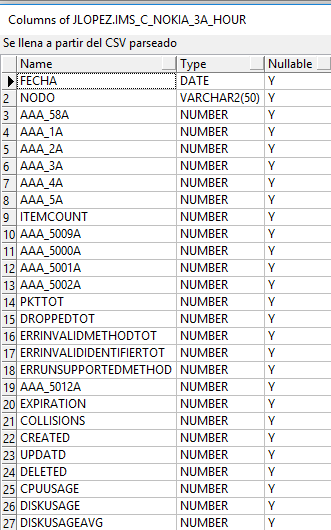 Columns of JLOPEZ.IMS_C_NOKIA_3A_HOUR
Se llena a partir del CSV parseado
Name Type Nullable
FECHA DATE Y
2 NODO VARCHAR2(50) Y
3 AAA_58A NUMBER Y
4 AAA_1A NUMBER Y
5 AAA_2A NUMBER Y
6 AAA_3A NUMBER Y
7 AAA_4A NUMBER Y
8 AAA_5A NUMBER Y
9 ITEMCOUNT NUMBER Y
10 AAA_5009A NUMBER Y
11 AAA_5000A NUMBER Y
12 AAA_5001A NUMBER Y
13 AAA_5002A NUMBER Y
14 PKTTOT NUMBER Y
15 DROPPEDTOT NUMBER Y
16 ERRINVALIDMETHODTOT NUMBER Y
17 ERRINVALIDIDENTIFIERTOT NUMBER Y
18 ERRUNSUPPORTEDMETHOD NUMBER Y
19 AAA_5012A NUMBER Y
20 EXPIRATION NUMBER Y
21 COLLISIONS NUMBER Y
22 CREATED NUMBER Y
23 UPDATD NUMBER Y
24 DELETED NUMBER Y
25 CPUUSAGE NUMBER Y
26 DISKUSAGE NUMBER Y
27 DISKUSAGEAVG NUMBER Y